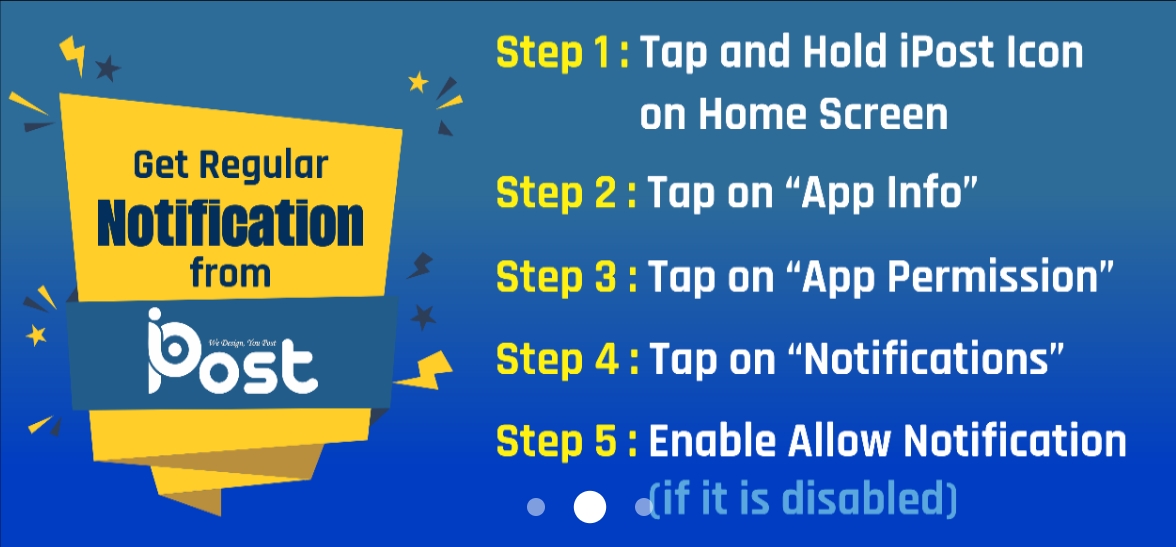 Get Regular
Notification
from
iPost
We Design, You Post
Step 1 : Tap and Hold iPost Icon
on Home Screen
Step 2 : Tap on “App Info”
Step 3 : Tap on “App Permission”
Step 4 : Tap on “Notifications”
Step 5 : Enable Allow Notification
(if it is disabled)